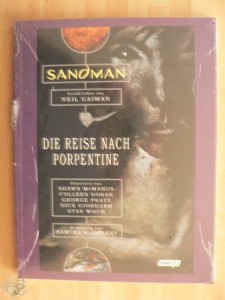 SANDMAN
Geschrieben von
NEIL GAIMAN
DIE REISE NACH
PORPENTINE
Illustriert von
SHAWN McMANUS
COLLEEN DORAN
GEORGE PRATT
DICK GIORDANO
STAN WOCH
SAMUEL R. DELANY